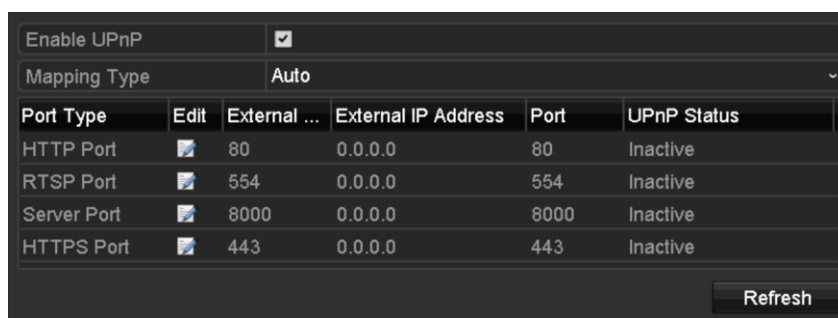 Enable UPnP
Mapping Type Auto
Port Type Edit External ... External IP Address Port UPnP Status
HTTP Port 80 0.0.0.0 80 Inactive
RTSP Port 554 0.0.0.0 554 Inactive
Server Port 8000 0.0.0.0 8000 Inactive
HTTPS Port 443 0.0.0.0 443 Inactive
Refresh